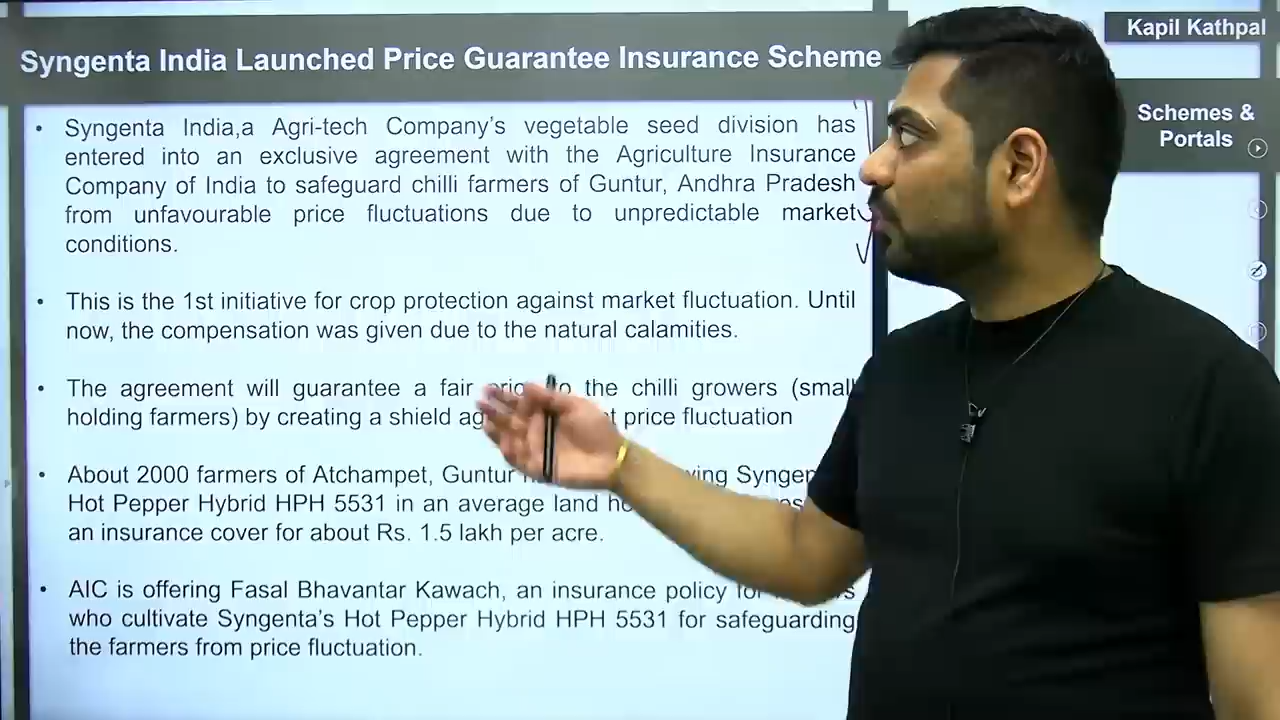 Kapil Kathpal
Syngenta India Launched Price Guarantee Insurance Scheme
Schemes &
Portals
• Syngenta India,a Agri-tech Company's vegetable seed division has
entered into an exclusive agreement with the Agriculture Insurance
Company of India to safeguard chilli farmers of Guntur, Andhra Pradesh
from unfavourable price fluctuations due to unpredictable market
conditions.
• This is the 1st initiative for crop protection against market fluctuation. Until
now, the compensation was given due to the natural calamities.
• The agreement will guarantee a fair the chilli growers (small
holding farmers) by creating a shield price fluctuation
• About 2000 farmers of Atchampet, Guntur
Hot Pepper Hybrid HPH 5531 in an average land
an insurance cover for about Rs. 1.5 lakh per acre.
• AIC is offering Fasal Bhavantar Kawach, an insurance policy
who cultivate Syngenta's Hot Pepper Hybrid HPH 5531 for safeguarding
the farmers from price fluctuation.